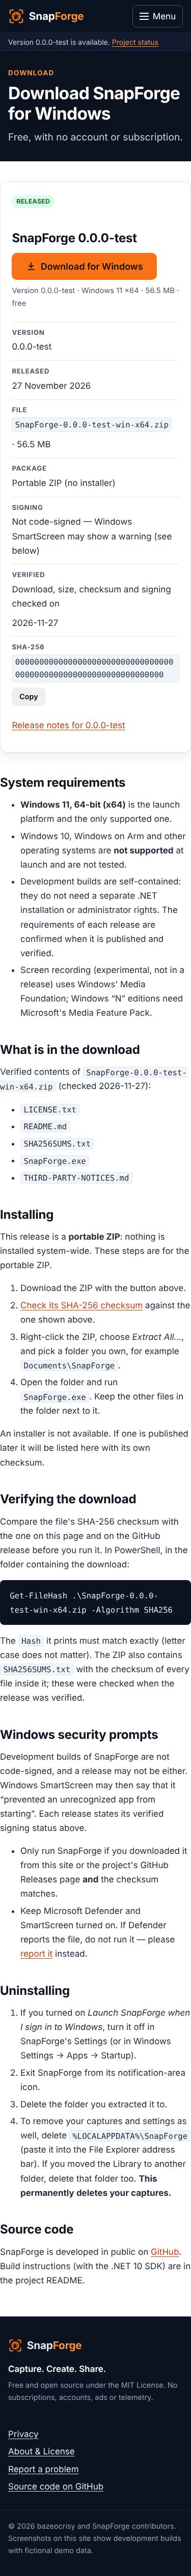 SnapForge
Menu
Version 0.0.0-test is available. Project status
DOWNLOAD
Download SnapForge
for Windows
Free, with no account or subscription.
RELEASED
SnapForge 0.0.0-test
Download for Windows
Version 0.0.0-test · Windows 11 ×64 · 56.5 MB ·
free
VERSION
0.0.0-test
RELEASED
27 November 2026
FILE
SnapForge-0.0.0-test-win-x64.zip
· 56.5 MB
PACKAGE
Portable ZIP (no installer)
SIGNING
Not code-signed — Windows
SmartScreen may show a warning (see
below)
VERIFIED
Download, size, checksum and signing
checked on
2026-11-27
SHA-256
00000000000000000000000000000000
00000000000000000000000000000000
Copy
Release notes for 0.0.0-test
System requirements
• Windows 11, 64-bit (x64) is the launch
platform and the only supported one.
• Windows 10, Windows on Arm and other
operating systems are not supported at
launch and are not tested.
• Development builds are self-contained:
they do not need a separate .NET
installation or administrator rights. The
requirements of each release are
confirmed when it is published and
verified.
• Screen recording (experimental, not in a
release) uses Windows' Media
Foundation; Windows “N” editions need
Microsoft's Media Feature Pack.
What is in the download
Verified contents of SnapForge-0.0.0-test-
win-x64.zip (checked 2026-11-27):
• LICENSE.txt
• README.md
• SHA256SUMS.txt
• SnapForge.exe
• THIRD-PARTY-NOTICES.md
Installing
This release is a portable ZIP: nothing is
installed system-wide. These steps are for the
portable ZIP.
1. Download the ZIP with the button above.
2. Check its SHA-256 checksum against the
one shown above.
3. Right-click the ZIP, choose Extract All…,
and pick a folder you own, for example
Documents\SnapForge.
4. Open the folder and run
SnapForge.exe. Keep the other files in
the folder next to it.
An installer is not available. If one is published
later it will be listed here with its own
checksum.
Verifying the download
Compare the file's SHA-256 checksum with
the one on this page and on the GitHub
release before you run it. In PowerShell, in the
folder containing the download:
Get-FileHash .\SnapForge-0.0.0-
test-win-x64.zip -Algorithm SHA256
The Hash it prints must match exactly (letter
case does not matter). The ZIP also contains
SHA256SUMS.txt with the checksum of every
file inside it; these were checked when the
release was verified.
Windows security prompts
Development builds of SnapForge are not
code-signed, and a release may not be either.
Windows SmartScreen may then say that it
“prevented an unrecognized app from
starting”. Each release states its verified
signing status above.
• Only run SnapForge if you downloaded it
from this site or the project's GitHub
Releases page and the checksum
matches.
• Keep Microsoft Defender and
SmartScreen turned on. If Defender
reports the file, do not run it — please
report it instead.
Uninstalling
1. If you turned on Launch SnapForge when
I sign in to Windows, turn it off in
SnapForge's Settings (or in Windows
Settings → Apps → Startup).
2. Exit SnapForge from its notification-area
icon.
3. Delete the folder you extracted it to.
4. To remove your captures and settings as
well, delete %LOCALAPPDATA%\SnapForge
(paste it into the File Explorer address
bar). If you moved the Library to another
folder, delete that folder too. This
permanently deletes your captures.
Source code
SnapForge is developed in public on GitHub.
Build instructions (with the .NET 10 SDK) are in
the project README.
SnapForge
Capture. Create. Share.
Free and open source under the MIT License. No
subscriptions, accounts, ads or telemetry.
Privacy
About & License
Report a problem
Source code on GitHub
© 2026 bazeocrisy and SnapForge contributors.
Screenshots on this site show development builds
with fictional demo data.